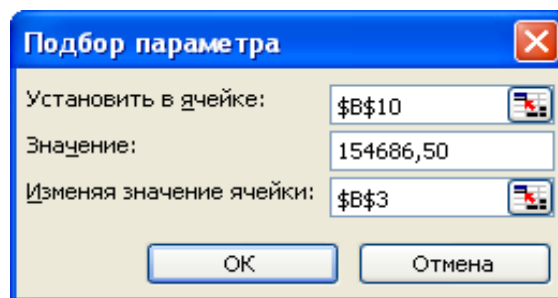 Подбор параметра
Установить в ячейке: $B$10
Значение: 154686,50
Изменяя значение ячейки: $B$3
ОК Отмена